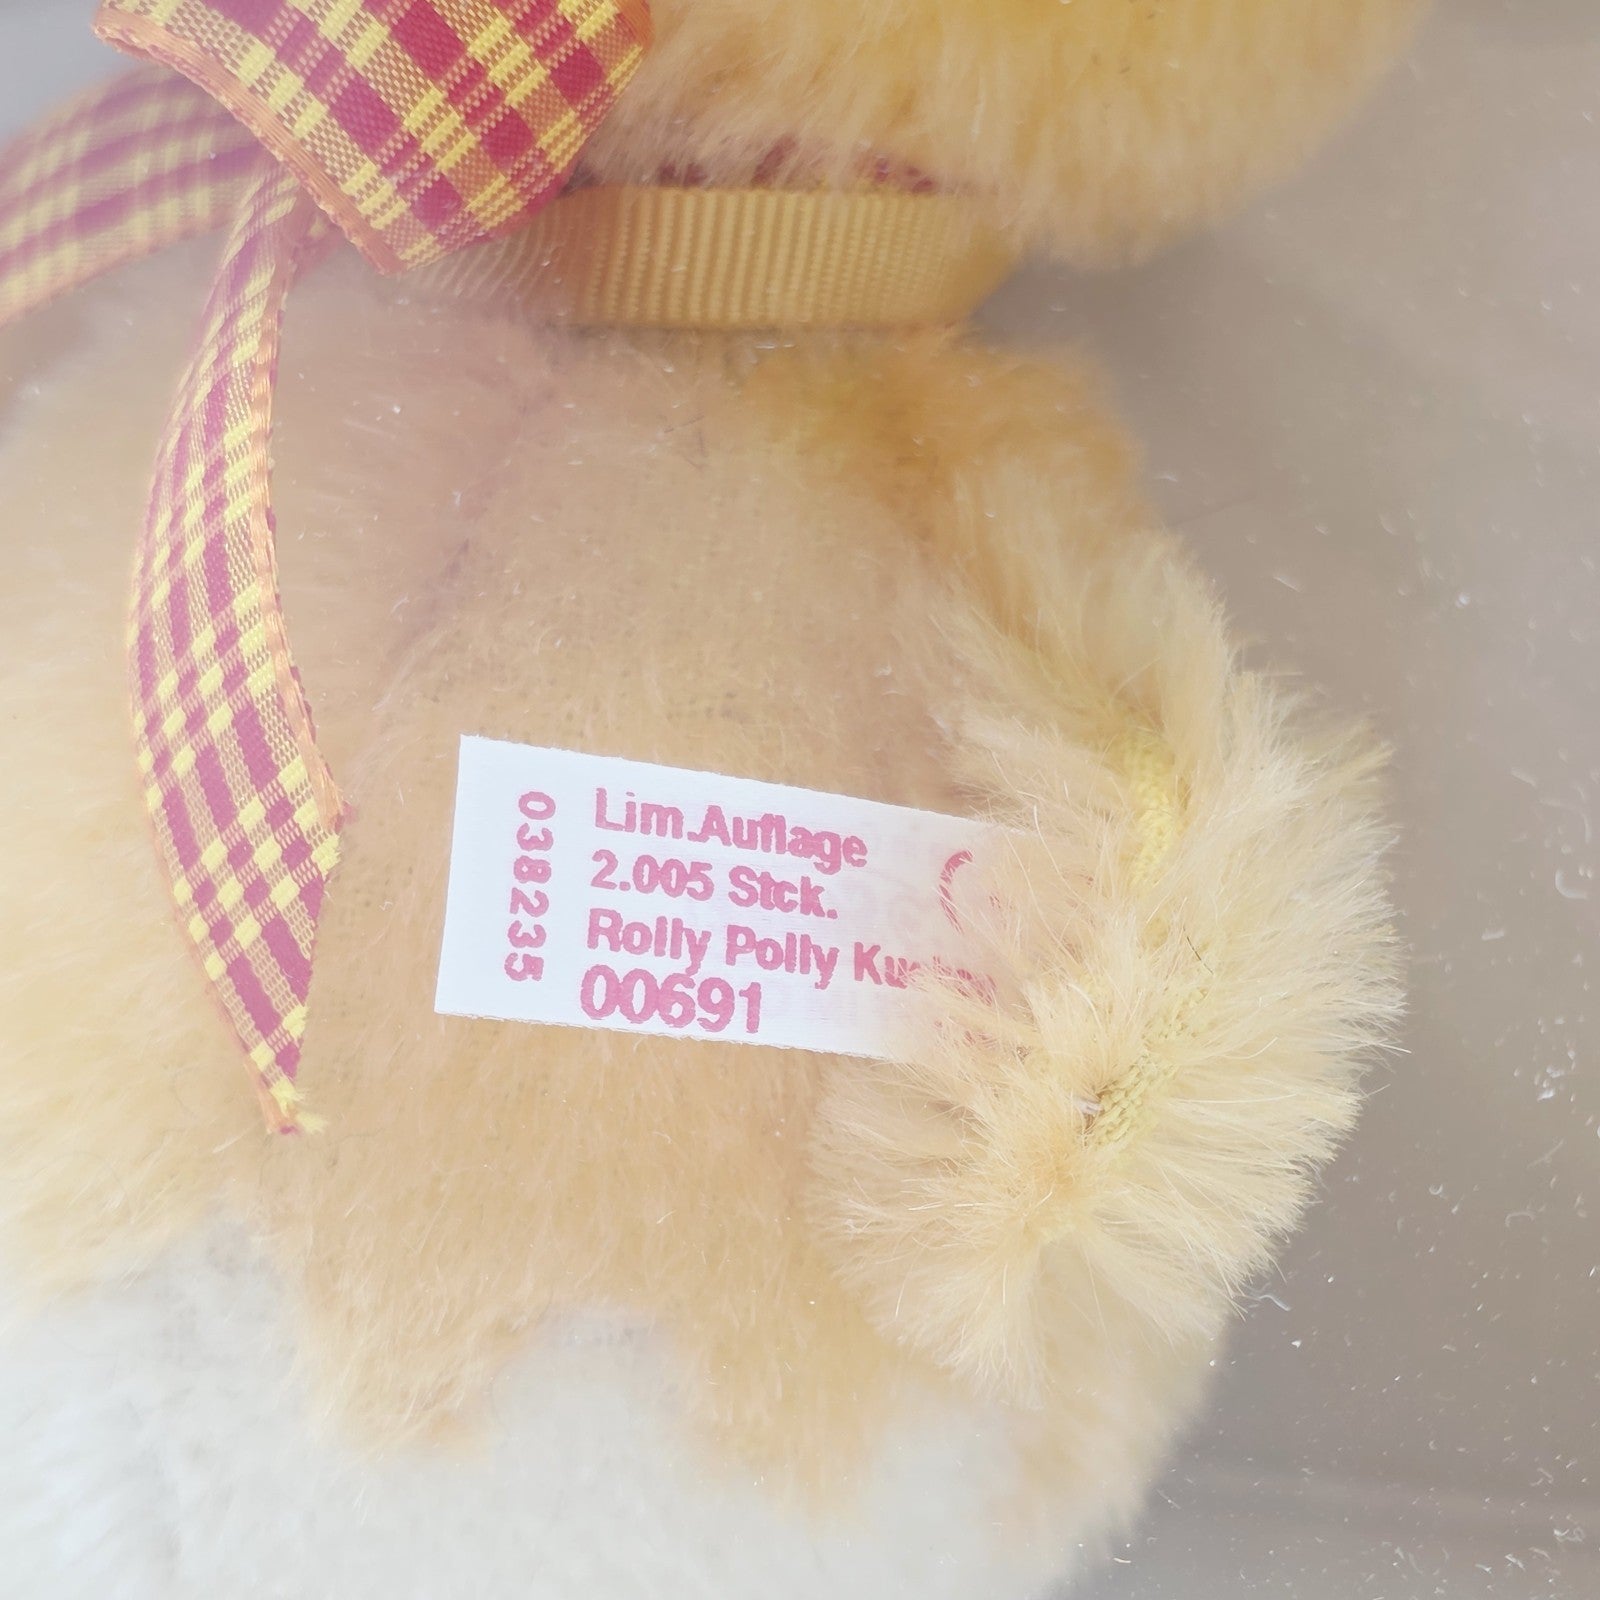 Lim.Auflage
2.005 Stck.
Rolly Polly
00691
038235